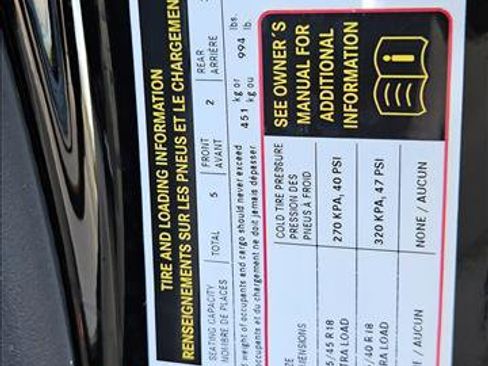 TIRE AND LOADING INFORMATION
RENSEIGNEMENTS SUR LES PNEUS ET LE CHARGEMENT
SEATING CAPACITY
NOMBRE DE PLACES
TOTAL 5
FRONT
AVANT
2
REAR
ARRIÈRE
weight of occupants and cargo should never exceed
occupants et du chargement ne doit jamais dépasser
451 kg or
kg ou
994 lbs.
lb.
COLD TIRE PRESSURE
PRESSION DES
PNEUS À FROID
270 KPA, 40 PSI
320 KPA, 47 PSI
NONE / AUCUN
/45 R18
LOAD
/40 R18
LOAD
/ AUCUN
SEE OWNER'S
MANUAL FOR
ADDITIONAL
INFORMATION